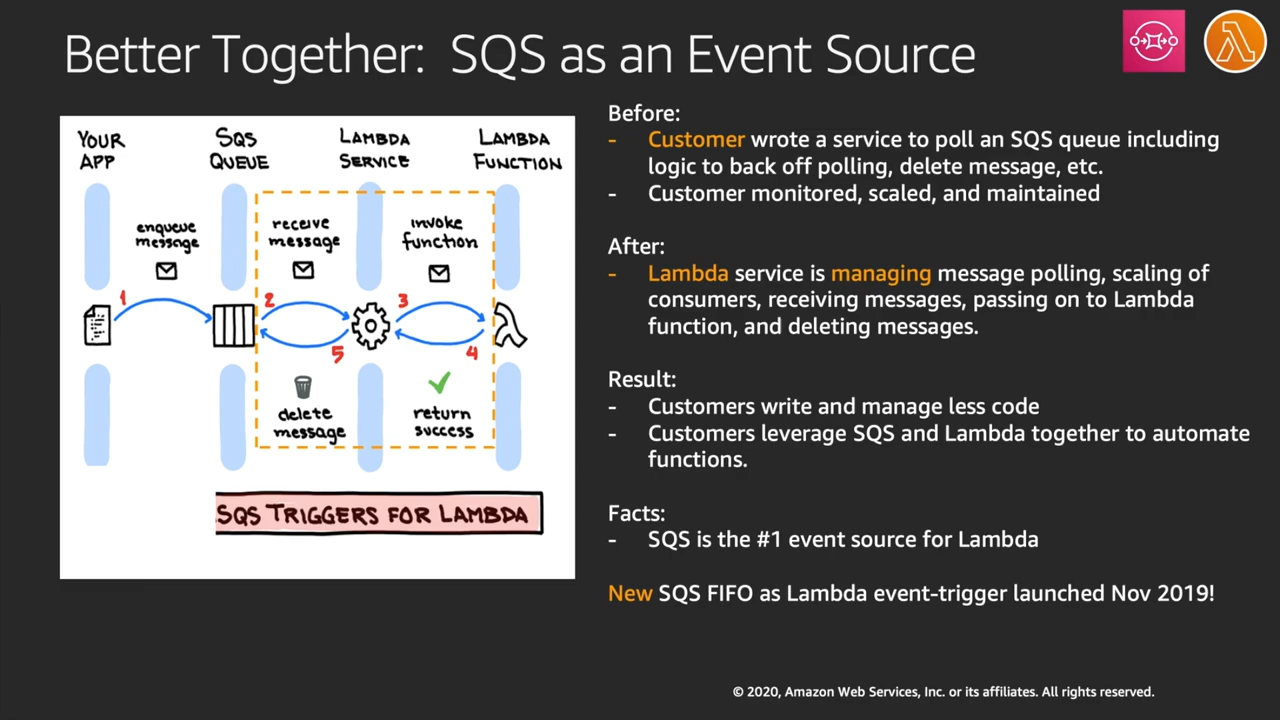 Better Together:  SQS as an Event Source
YOUR
APP
SQS
QUEUE
LAMBDA
SERVICE
LAMBDA
FUNCTION
enqueue
message
receive
message
invoke
function
1
2
3
5
4
delete
message
return
success
SQS TRIGGERS FOR LAMBDA
Before:
- Customer wrote a service to poll an SQS queue including
logic to back off polling, delete message, etc.
- Customer monitored, scaled, and maintained
After:
- Lambda service is managing message polling, scaling of
consumers, receiving messages, passing on to Lambda
function, and deleting messages.
Result:
- Customers write and manage less code
- Customers leverage SQS and Lambda together to automate
functions.
Facts:
- SQS is the #1 event source for Lambda
New SQS FIFO as Lambda event-trigger launched Nov 2019!
© 2020, Amazon Web Services, Inc. or its affiliates. All rights reserved.